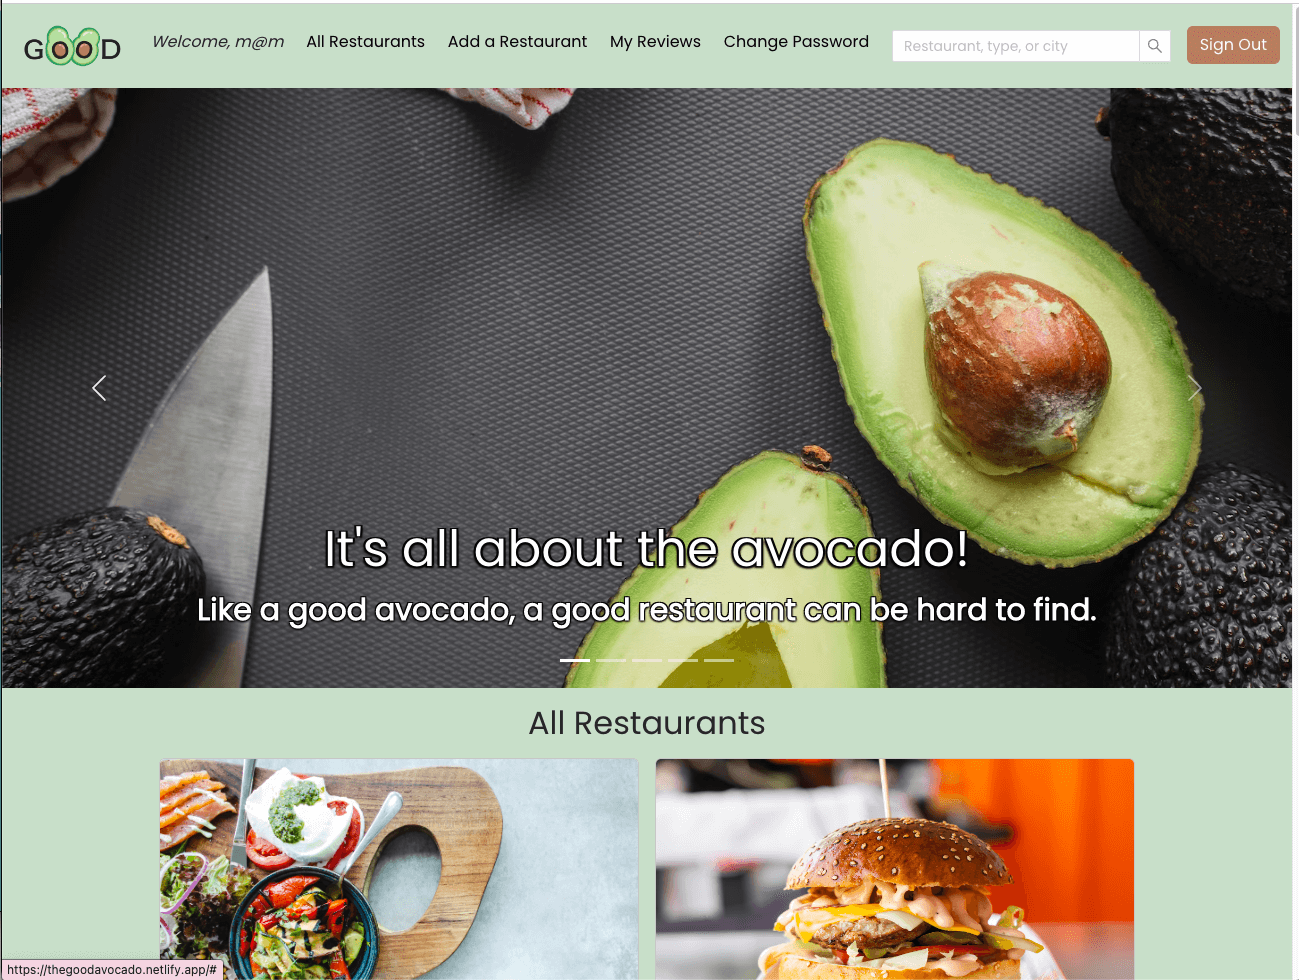 GOOD
Welcome, m@m
All Restaurants
Add a Restaurant
My Reviews
Change Password
Restaurant, type, or city
Sign Out
It's all about the avocado!
Like a good avocado, a good restaurant can be hard to find.
All Restaurants
https://thegoodavocado.netlify.app/#